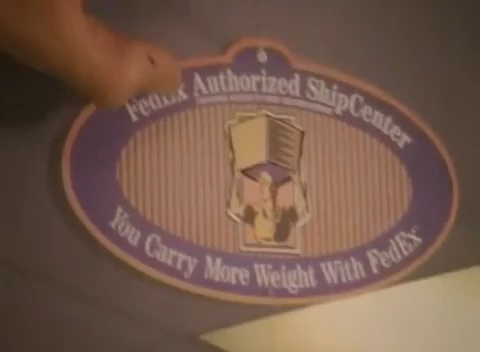 FedEx Authorized ShipCenter
You Carry More Weight With FedEx